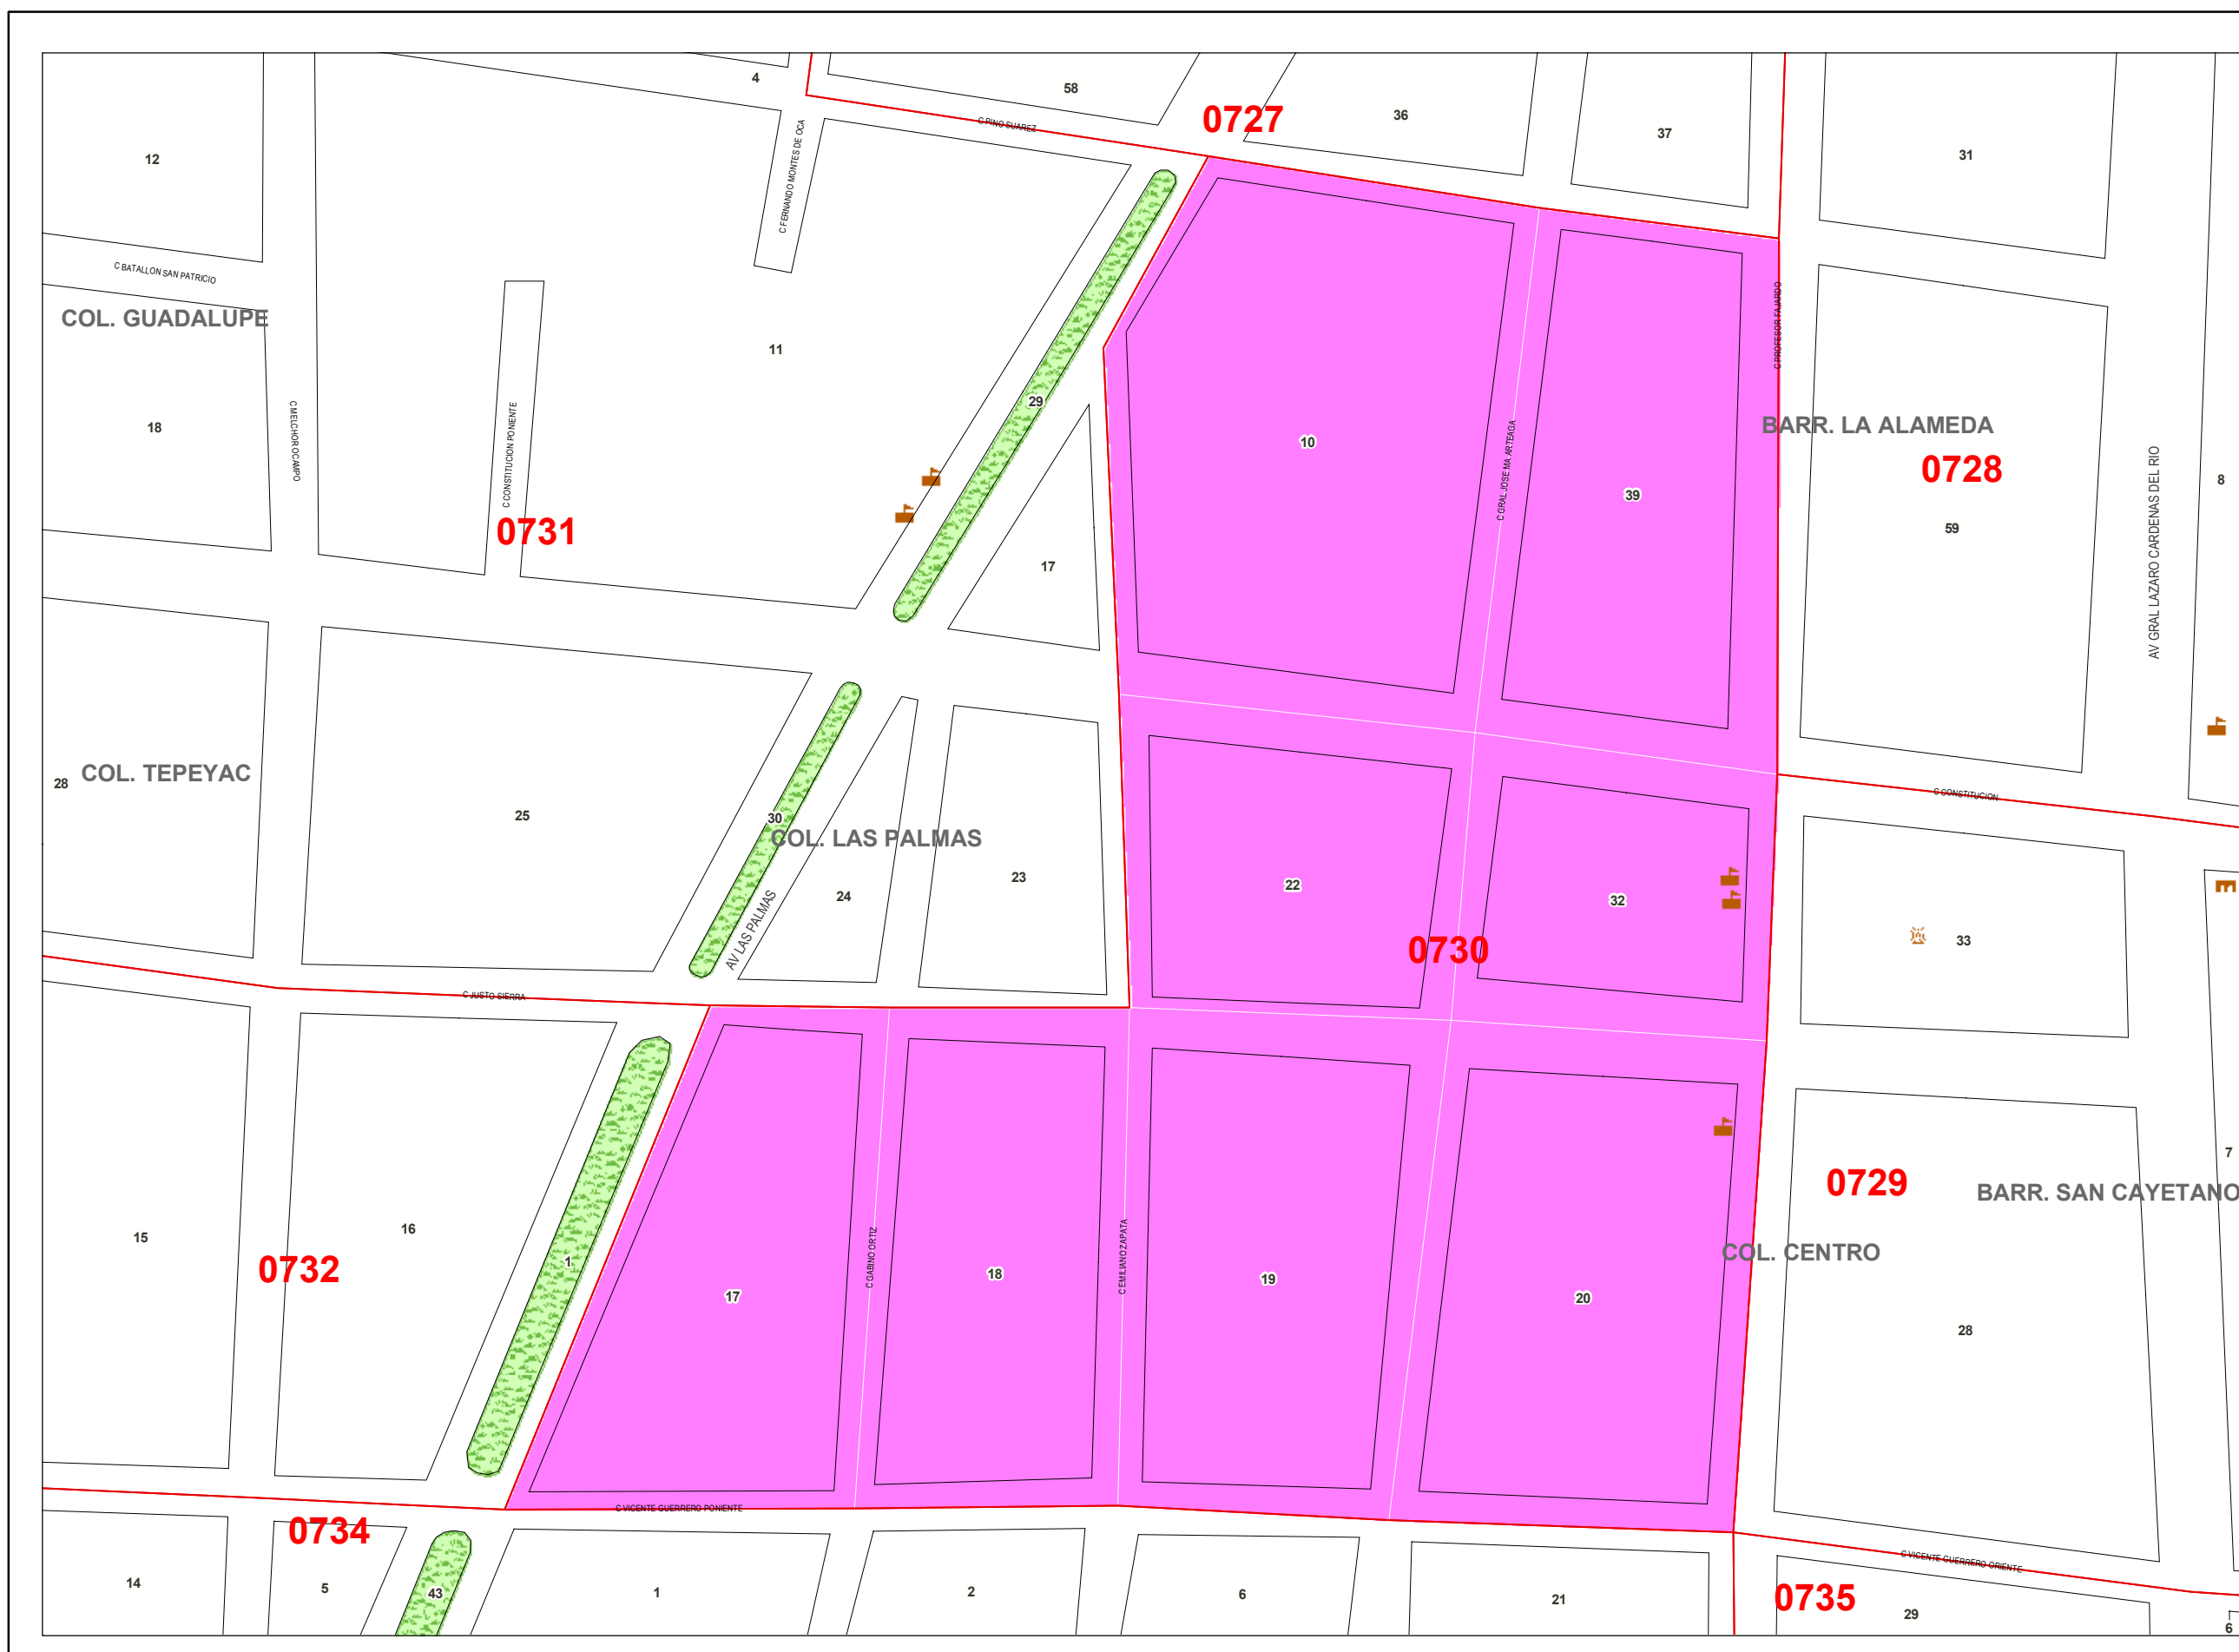 4
58
0727
36
37
C PINO SUAREZ
C FERNANDO MONTES DE OCA
12
31
C BATALLON SAN PATRICIO
COL. GUADALUPE
11
C PROFESOR FAJARDO
29
BARR. LA ALAMEDA
18
C MELCHOR OCAMPO
C CONSTITUCION PONIENTE
10
C GRAL JOSE MA ARTEAGA
0728
8
39
0731
59
AV GRAL LAZARO CARDENAS DEL RIO
17
COL. TEPEYAC
28
C CONSTITUCION
25
30
COL. LAS PALMAS
23
22
24
32
AV LAS PALMAS
0730
33
C JUSTO SIERRA
7
0729
BARR. SAN CAYETANO
15
16
COL. CENTRO
0732
1
C GABINO ORTIZ
C EMILIANO ZAPATA
18
19
17
20
28
C VICENTE GUERRERO PONIENTE
0734
C VICENTE GUERRERO ORIENTE
14
5
43
1
2
6
21
0735
29
6